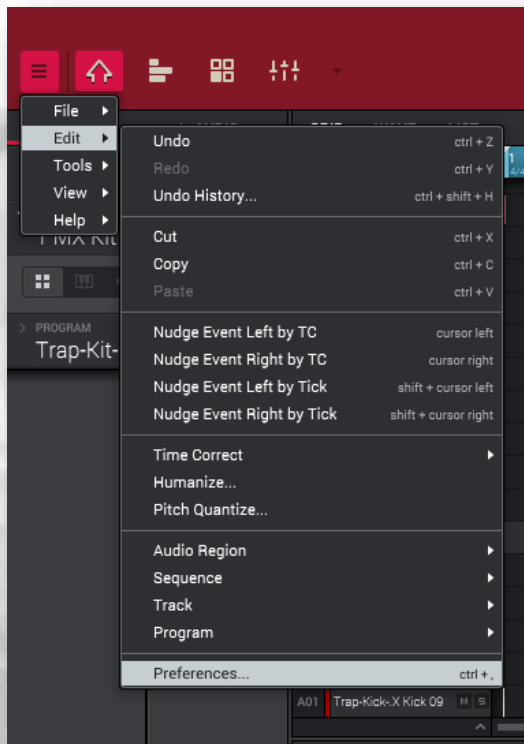 File
Edit
Tools
View
Help
Undo ctrl + Z
Redo ctrl + Y
Undo History... ctrl + shift + H
Cut ctrl + X
Copy ctrl + C
Paste ctrl + V
Nudge Event Left by TC cursor left
Nudge Event Right by TC cursor right
Nudge Event Left by Tick shift + cursor left
Nudge Event Right by Tick shift + cursor right
Time Correct
Humanize...
Pitch Quantize...
Audio Region
Sequence
Track
Program
Preferences... ctrl + ,
1
PROGRAM
Trap-Kit-
A01 Trap-Kick-.X Kick 09 M S